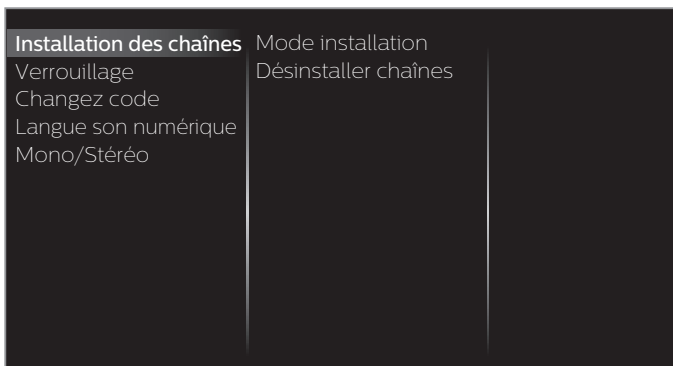 Installation des chaînes
Verrouillage
Changez code
Langue son numérique
Mono/Stéréo
Mode installation
Désinstaller chaînes